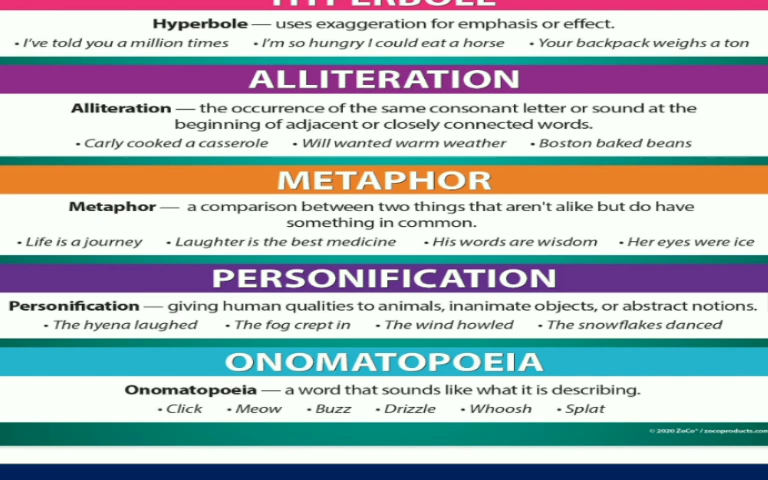 HYPERBOLE
Hyperbole — uses exaggeration for emphasis or effect.
• I've told you a million times • I'm so hungry I could eat a horse • Your backpack weighs a ton
ALLITERATION
Alliteration — the occurrence of the same consonant letter or sound at the
beginning of adjacent or closely connected words.
• Carly cooked a casserole • Will wanted warm weather • Boston baked beans
METAPHOR
Metaphor — a comparison between two things that aren't alike but do have
something in common.
• Life is a journey • Laughter is the best medicine • His words are wisdom • Her eyes were ice
PERSONIFICATION
Personification — giving human qualities to animals, inanimate objects, or abstract notions.
• The hyena laughed • The fog crept in • The wind howled • The snowflakes danced
ONOMATOPOEIA
Onomatopoeia — a word that sounds like what it is describing.
• Click • Meow • Buzz • Drizzle • Whoosh • Splat
© 2020 ZoCo® / zocoproducts.com